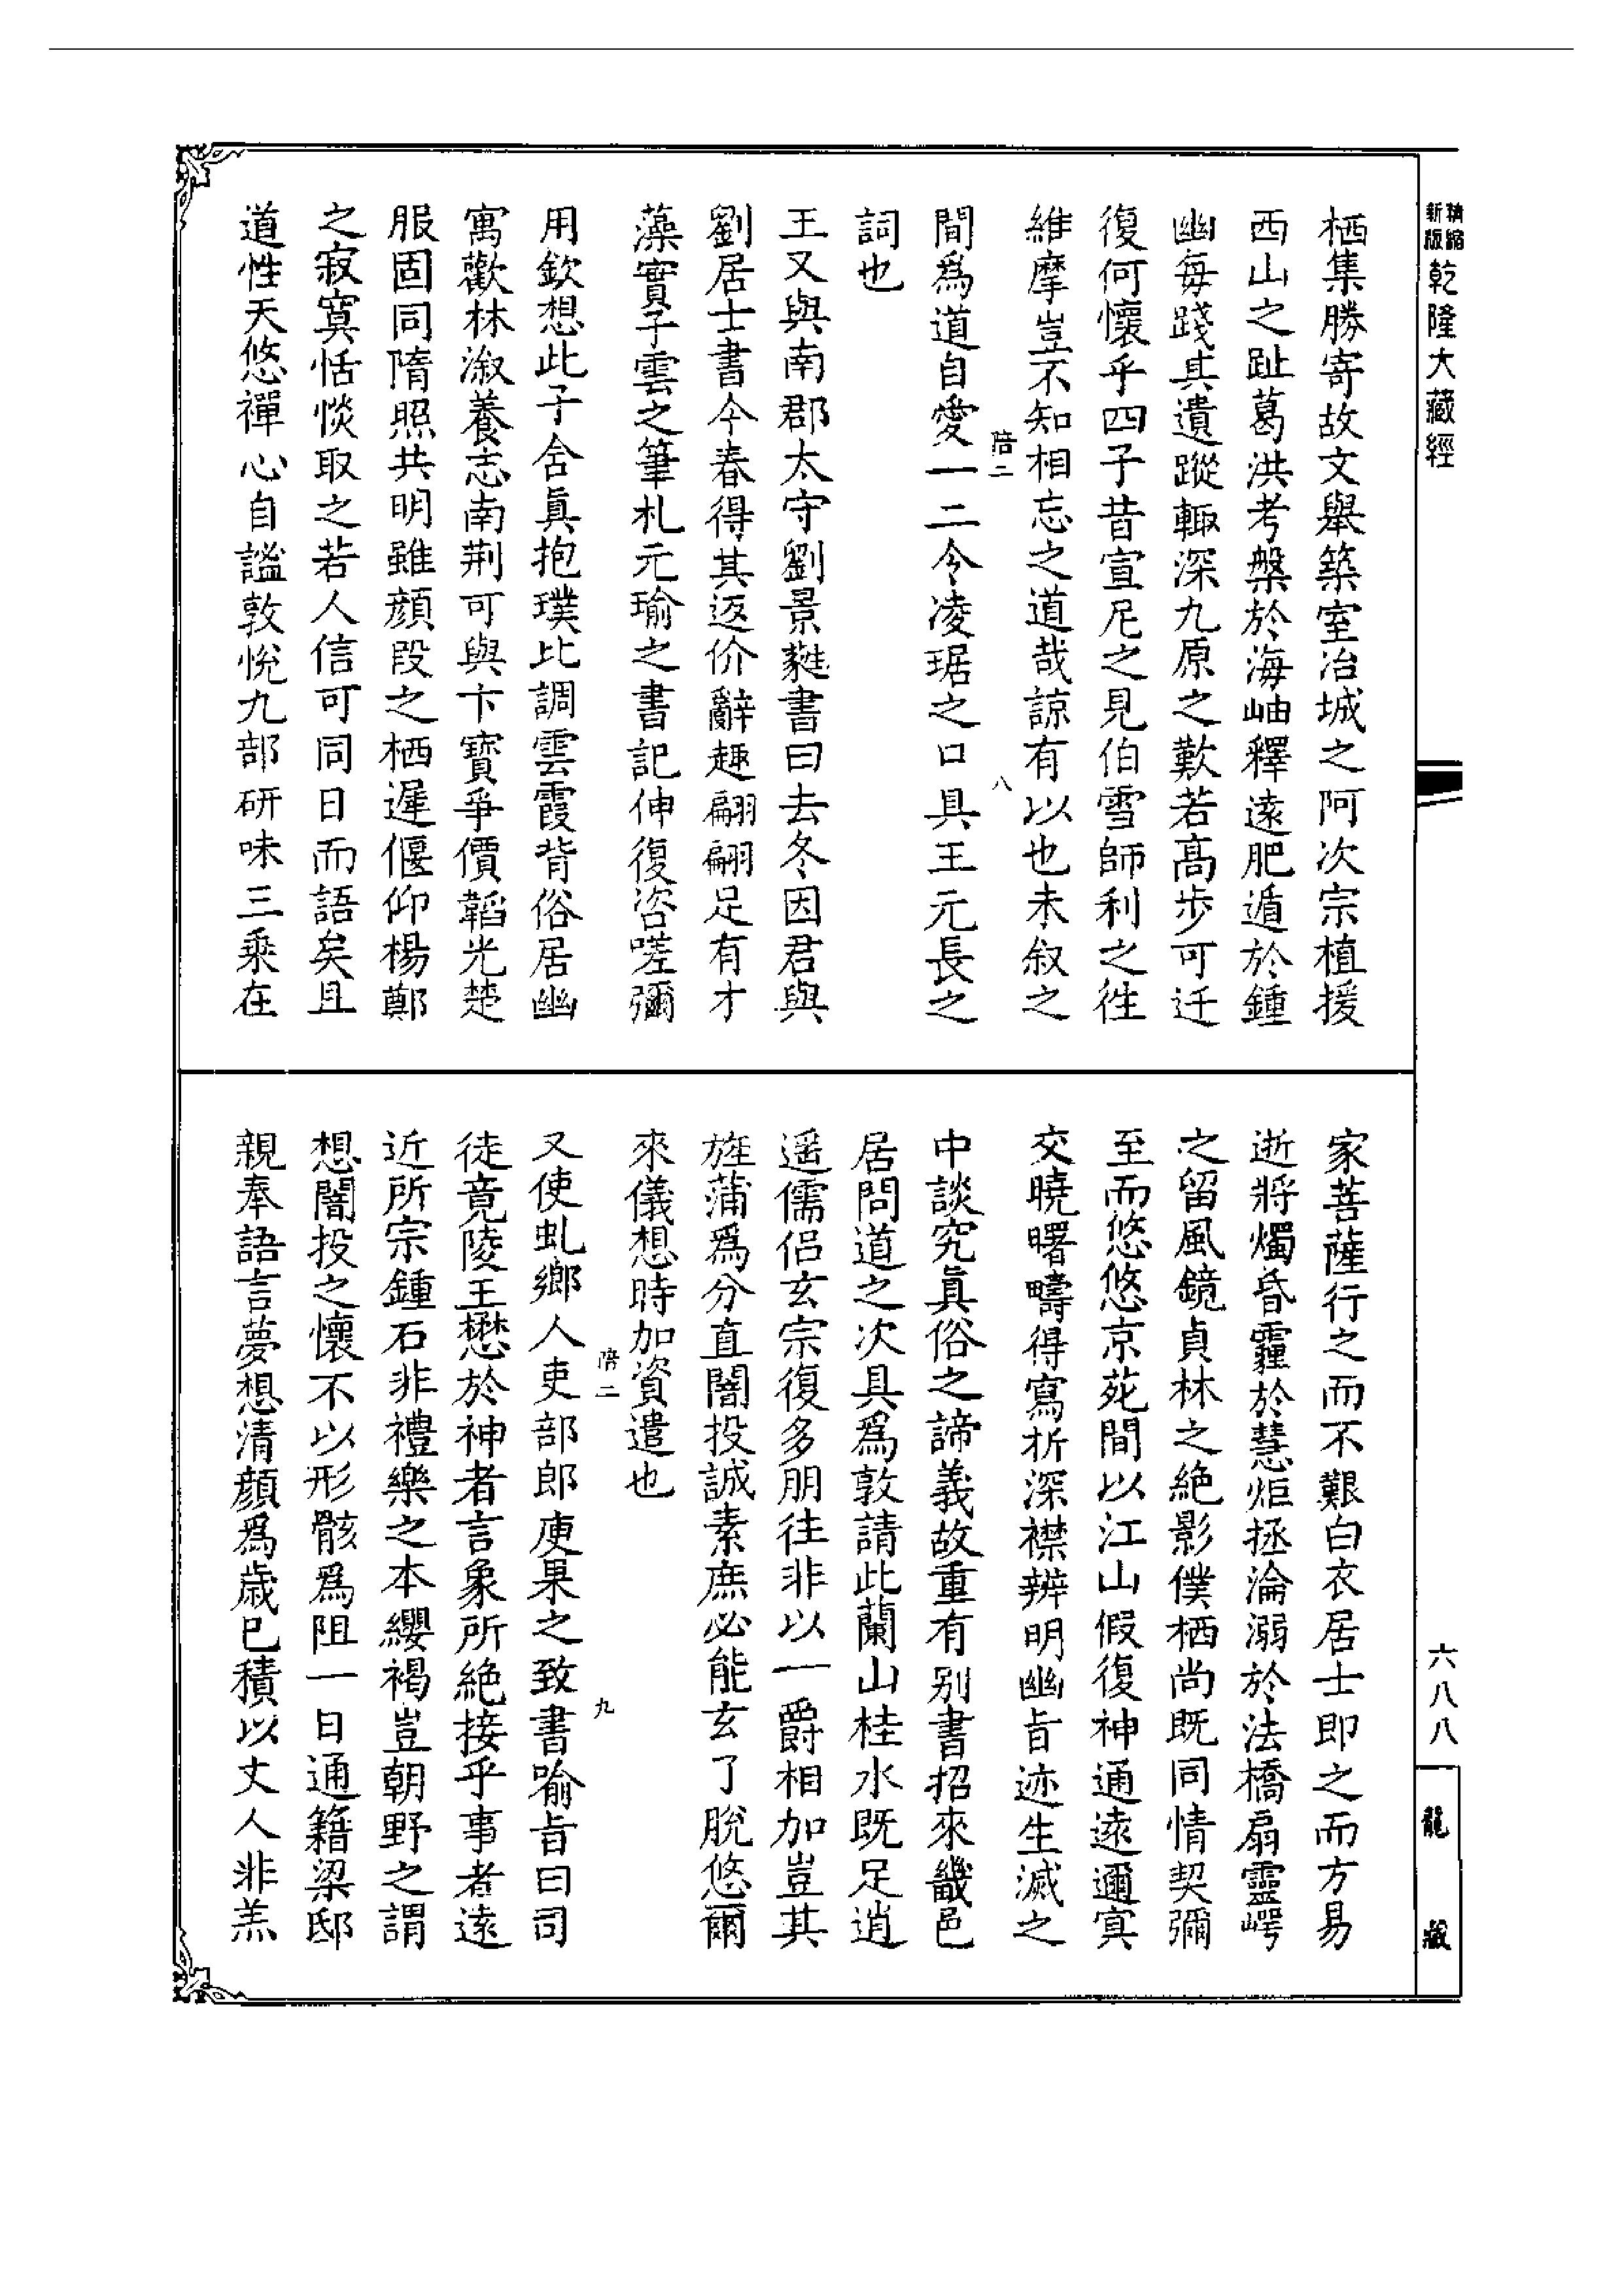 精縮新版乾隆大藏經
栖集勝寄故文舉築室冶城之阿次宗植援
西山之趾葛洪考槃於海岫釋遠肥遁於鍾
幽每踐其遺蹤輙深九原之歎若高步可迁
復何懷乎四子昔宣尼之見伯雪師利之往
維摩豈不知相忘之道哉諒有以也未叙之
陪二 八
間爲道自愛一二令凌琚之口具王元長之
詞也
王又與南郡太守劉景蕤書曰去冬因君與
劉居士書今春得其返价辭趣翩翩足有才
藻實子雲之筆札元瑜之書記伸復咨嗟彌
用欽想此子含眞抱璞比調雲霞背俗居幽
寓歡林淑養志南荆可與卞寶爭價韜光楚
服固同隋照共明雖顔段之栖遲偃仰楊鄭
之寂寞恬惔取之若人信可同日而語矣且
道性天悠禪心自謐敦悅九部研味三乘在
家菩薩行之而不艱白衣居士即之而方易
逝將燭昏霾於慧炬拯淪溺於法橋扇靈崿
之留風鏡貞林之絶影僕栖尚既同情契彌
至而悠悠京苑間以江山假復神通遠邇寘
交曉曙疇得寫析深襟辨明幽旨迹生滅之
中談究眞俗之諦義故重有别書招來畿邑
居問道之次具爲敦請此蘭山桂水既足逍
遥儒侣玄宗復多朋往非以一爵相加豈其
旌蒲爲分直闇投誠素庶必能玄了脫悠爾
來儀想時加資遣也
陪二 九
又使虬鄉人吏部郎庾果之致書喻旨曰司
徒竟陵王懋於神者言象所絶接乎事者遠
近所宗鍾石非禮樂之本纓褐豈朝野之謂
想闇投之懷不以形骸爲阻一日通籍梁邸
親奉語言夢想清顔爲歲已積以丈人非羔
六八八
龍藏